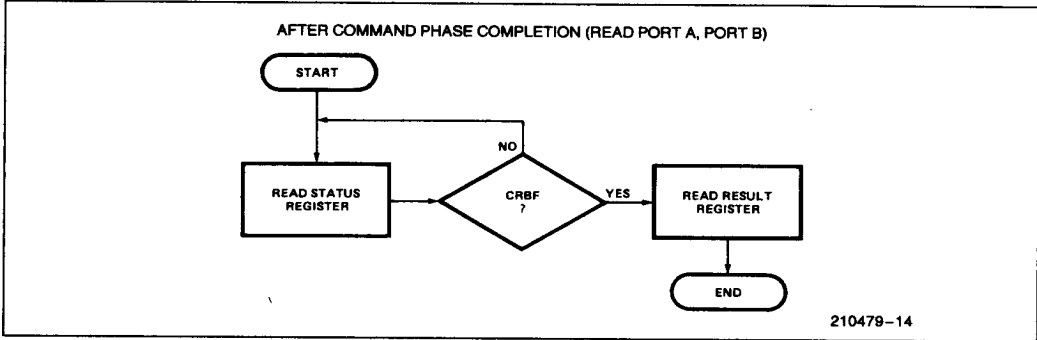 AFTER COMMAND PHASE COMPLETION (READ PORT A, PORT B)
START
NO
READ STATUS
REGISTER
CRBF
?
YES
READ RESULT
REGISTER
END
210479–14